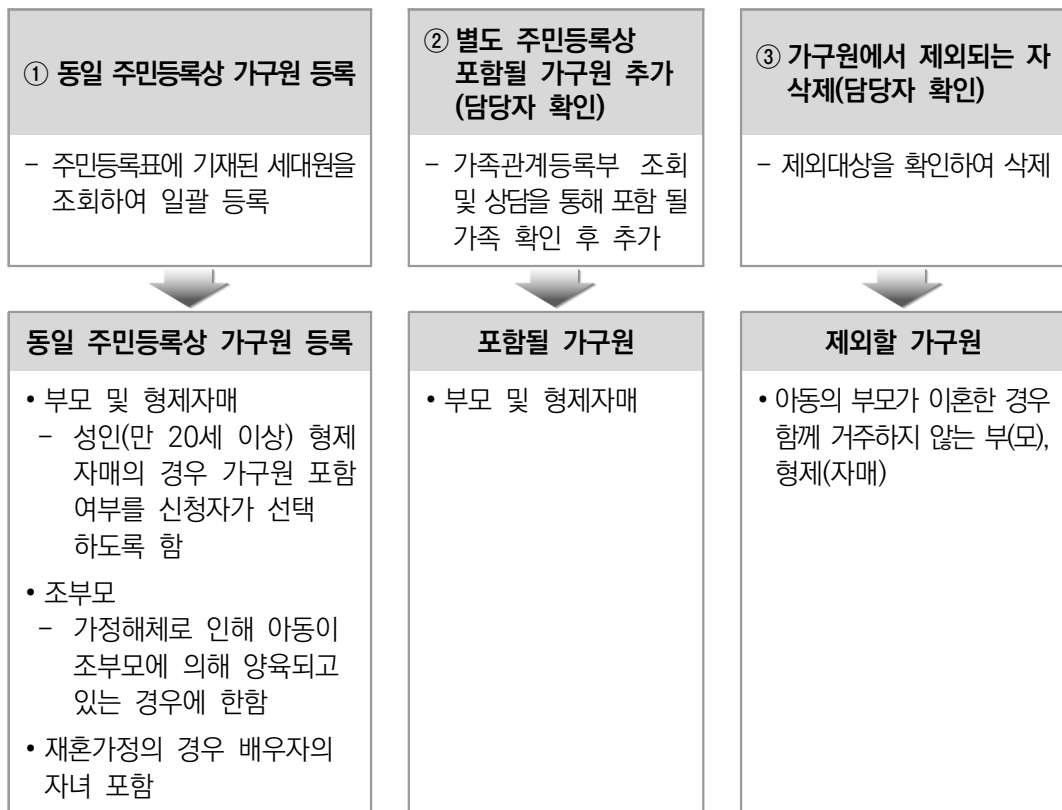 ① 동일 주민등록상 가구원 등록
- 주민등록표에 기재된 세대원을
조회하여 일괄 등록
② 별도 주민등록상
포함될 가구원 추가
(담당자 확인)
- 가족관계등록부 조회
및 상담을 통해 포함 될
가족 확인 후 추가
③ 가구원에서 제외되는 자
삭제(담당자 확인)
- 제외대상을 확인하여 삭제
동일 주민등록상 가구원 등록
• 부모 및 형제자매
- 성인(만 20세 이상) 형제
자매의 경우 가구원 포함
여부를 신청자가 선택
하도록 함
• 조부모
- 가정해체로 인해 아동이
조부모에 의해 양육되고
있는 경우에 한함
• 재혼가정의 경우 배우자의
자녀 포함
포함될 가구원
• 부모 및 형제자매
제외할 가구원
• 아동의 부모가 이혼한 경우
함께 거주하지 않는 부(모),
형제(자매)